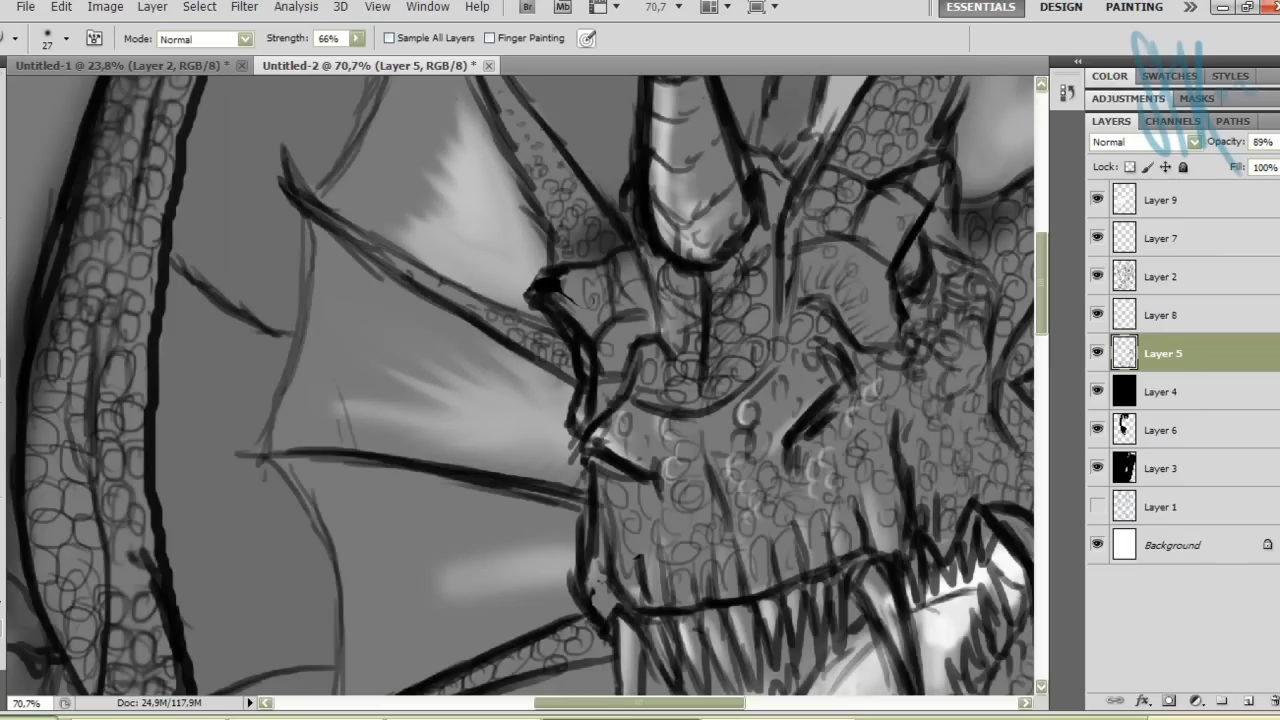 File Edit Image Layer Select Filter Analysis 3D View Window Help Br Mb 70,7 ESSENTIALS DESIGN PAINTING
27 Mode: Normal Strength: 66% Sample All Layers Finger Painting
Untitled-1 @ 23,8% (Layer 2, RGB/8) * Untitled-2 @ 70,7% (Layer 5, RGB/8) *
COLOR SWATCHES STYLES
ADJUSTMENTS MASKS
LAYERS CHANNELS PATHS
Normal Opacity: 89%
Lock: Fill: 100%
Layer 9
Layer 7
Layer 2
Layer 8
Layer 5
Layer 4
Layer 6
Layer 3
Layer 1
Background
70,7% Doc: 24,9M/117,9M
fx